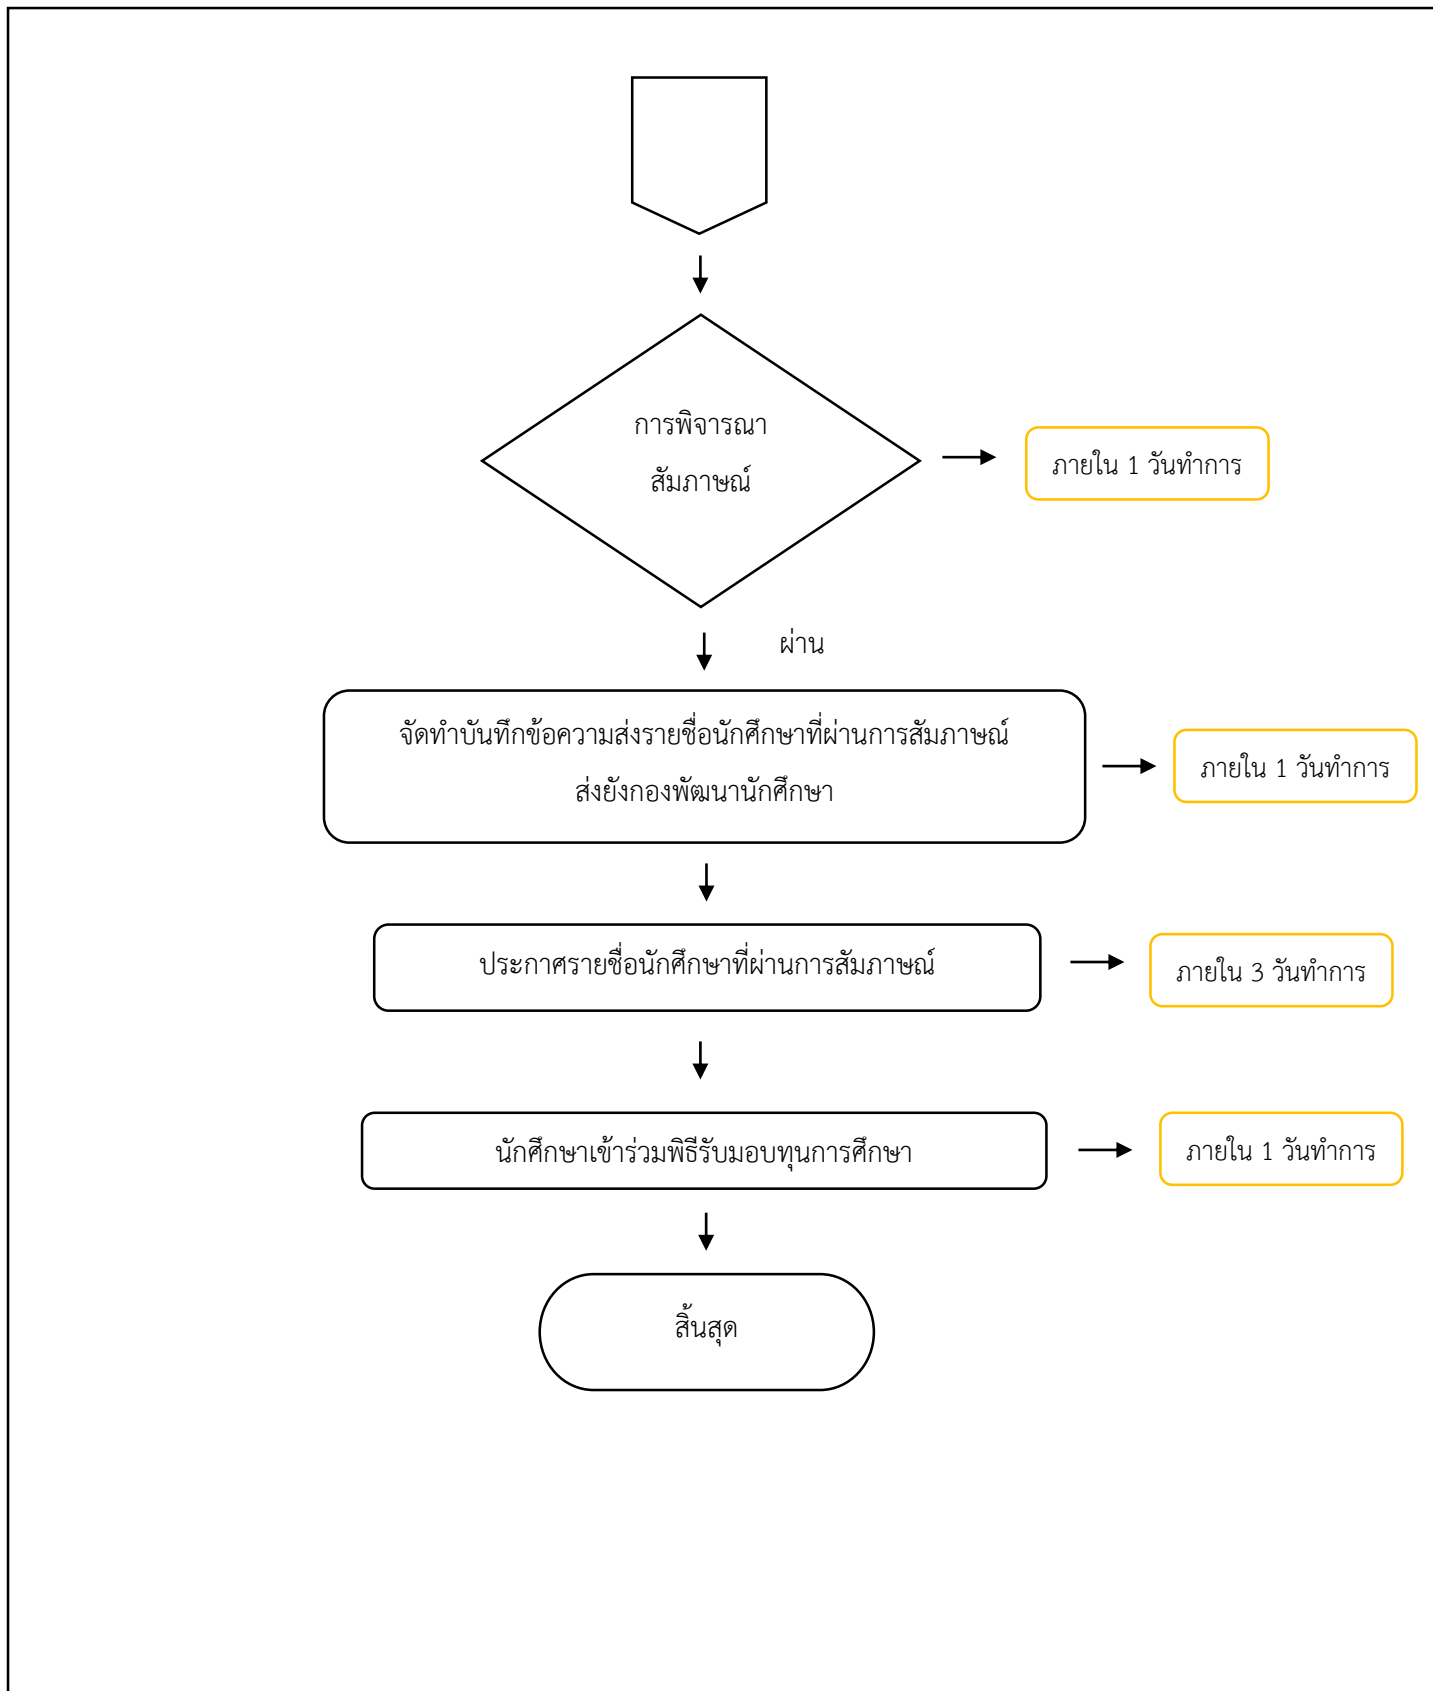 การพิจารณา
สัมภาษณ์
ภายใน 1 วันทำการ
ผ่าน
จัดทำบันทึกข้อความส่งรายชื่อนักศึกษาที่ผ่านการสัมภาษณ์
ส่งยังกองพัฒนานักศึกษา
ภายใน 1 วันทำการ
ประกาศรายชื่อนักศึกษาที่ผ่านการสัมภาษณ์
ภายใน 3 วันทำการ
นักศึกษาเข้าร่วมพิธีรับมอบทุนการศึกษา
ภายใน 1 วันทำการ
สิ้นสุด